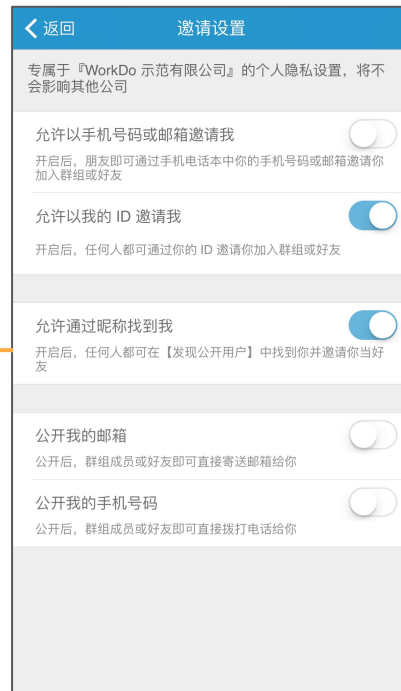 返回
邀请设置
专属于『WorkDo 示范有限公司』的个人隐私设置，将不
会影响其他公司
允许以手机号码或邮箱邀请我
开启后，朋友即可通过手机电话本中你的手机号码或邮箱邀请你
加入群组或好友
允许以我的 ID 邀请我
开启后，任何人都可通过你的 ID 邀请你加入群组或好友
允许通过昵称找到我
开启后，任何人都可在【发现公开用户】中找到你并邀请你当好
友
公开我的邮箱
公开后，群组成员或好友即可直接寄送邮箱给你
公开我的手机号码
公开后，群组成员或好友即可直接拨打电话给你